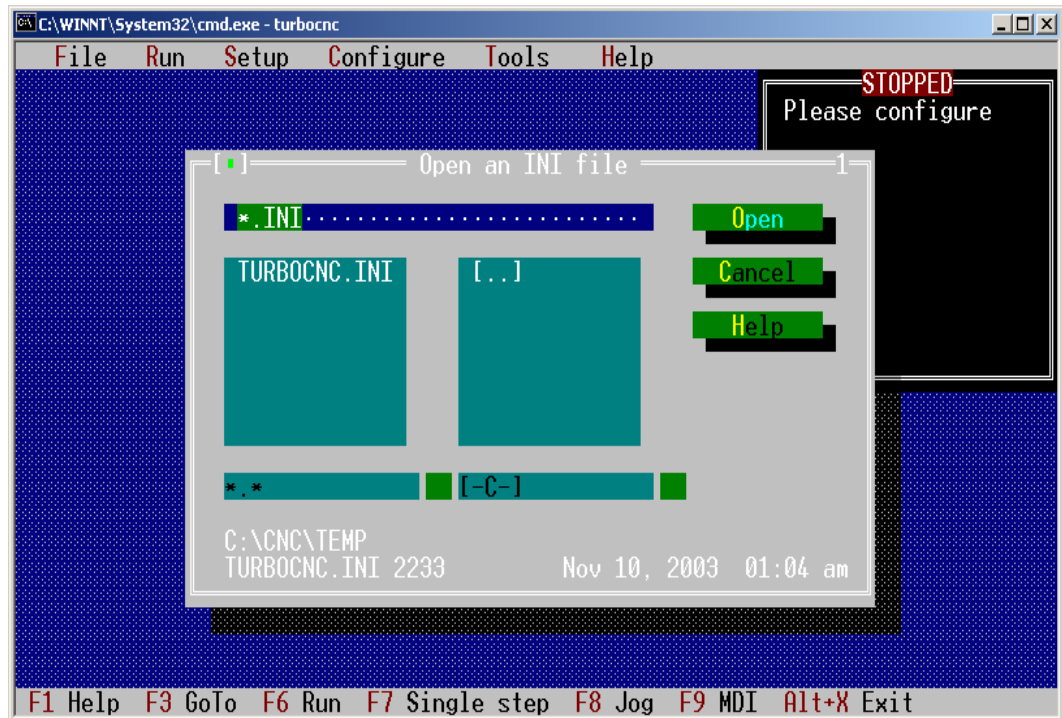 C:\WINNT\System32\cmd.exe - turbocnc
File Run Setup Configure Tools Help
STOPPED
Please configure
[▪] Open an INI file 1
*.INI
Open
TURBOCNC.INI [..]
Cancel
Help
*.* [-C-]
C:\CNC\TEMP
TURBOCNC.INI 2233 Nov 10, 2003 01:04 am
F1 Help F3 GoTo F6 Run F7 Single step F8 Jog F9 MDI Alt+X Exit